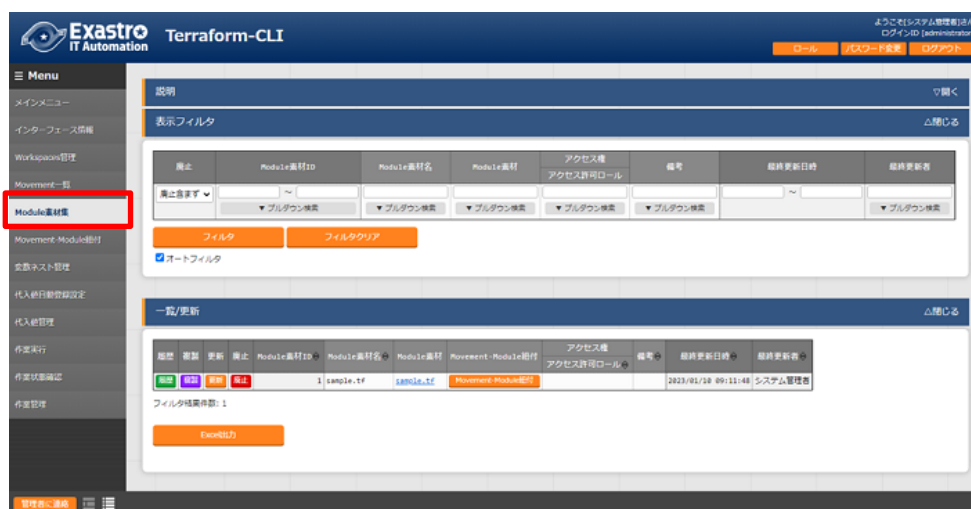 Exastro
IT Automation
Terraform-CLI
ようこそ[システム管理者]さん
ログインID [administrator
ロール
パスワード変更
ログアウト
☰ Menu
メインメニュー
インターフェース情報
Workspaces管理
Movement一覧
Module素材集
Movement-Module紐付
変数ネスト管理
代入値自動登録設定
代入値管理
作業実行
作業状態確認
作業管理
説明
▽開く
表示フィルタ
△閉じる
廃止 Module素材ID Module素材名 Module素材 アクセス権 備考 最終更新日時 最終更新者
アクセス許可ロール
廃止含まず ~ ~
▼プルダウン検索 ▼プルダウン検索 ▼プルダウン検索 ▼プルダウン検索 ▼プルダウン検索 ▼プルダウン検索
フィルタ
フィルタクリア
オートフィルタ
一覧/更新
△閉じる
履歴 複製 更新 廃止 Module素材ID Module素材名 Module素材 Movement-Module紐付 アクセス権 備考 最終更新日時 最終更新者
アクセス許可ロール
履歴 複製 更新 廃止 1 sample.tf sample.tf Movement-Module紐付 2023/01/10 09:11:48 システム管理者
フィルタ結果件数: 1
Excel出力
管理者に連絡